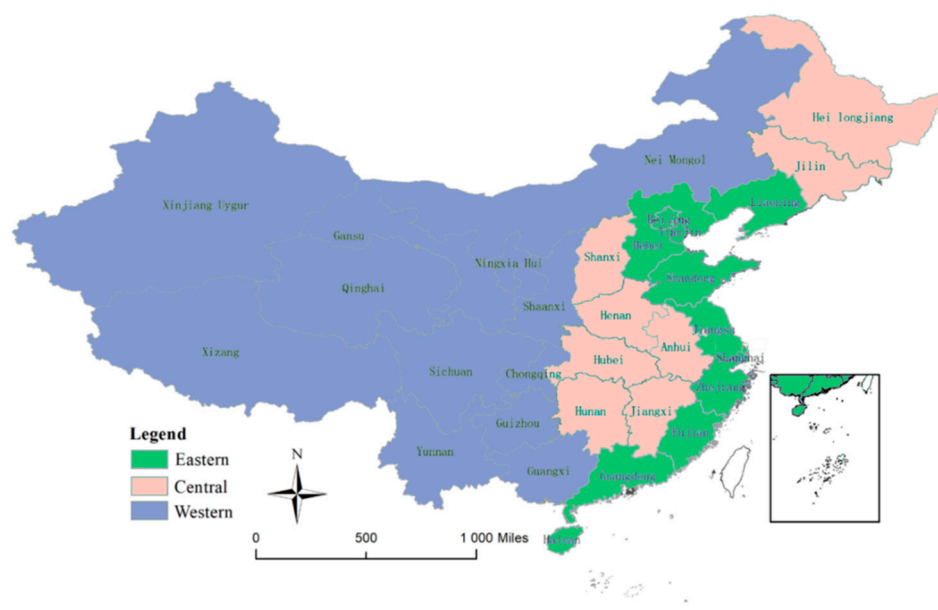 Hei longjiang
Nei Mongol
Jilin
Xinjiang Uygur
Liaoning
Beijing
Tianjin
Gansu
Hebei
Shanxi
Ningxia Hui
Shandong
Qinghai
Shaanxi
Henan
Jiangsu
Anhui
Xizang
Hubei
Shanghai
Sichuan
Chongqing
Zhejiang
Hunan
Jiangxi
Guizhou
Fujian
Yunnan
Guangxi
Guangdong
Hainan
Legend
Eastern
Central
Western
N
0 500 1 000 Miles